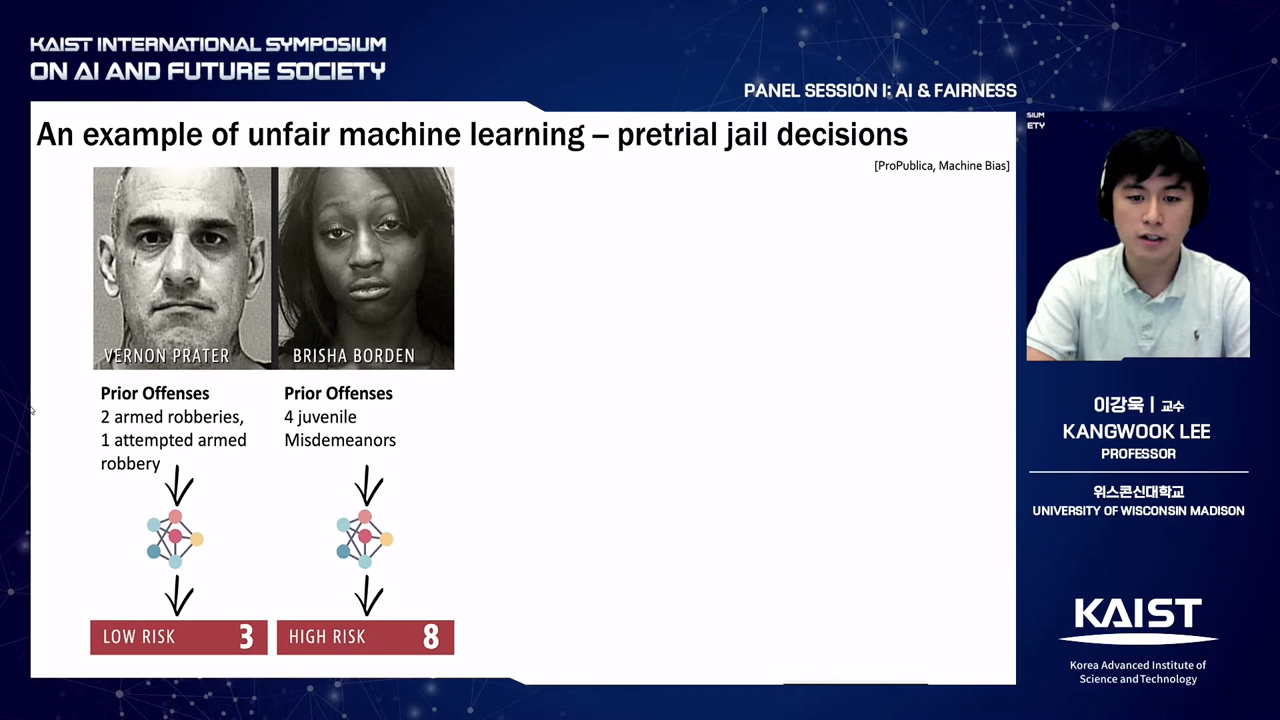 KAIST INTERNATIONAL SYMPOSIUM
ON AI AND FUTURE SOCIETY
PANEL SESSION I: AI & FAIRNESS
An example of unfair machine learning – pretrial jail decisions
[ProPublica, Machine Bias]
VERNON PRATER
BRISHA BORDEN
Prior Offenses
2 armed robberies,
1 attempted armed
robbery
Prior Offenses
4 juvenile
Misdemeanors
LOW RISK 3
HIGH RISK 8
SIUM
ETY
이강욱 | 교수
KANGWOOK LEE
PROFESSOR
위스콘신대학교
UNIVERSITY OF WISCONSIN MADISON
KAIST
Korea Advanced Institute of
Science and Technology